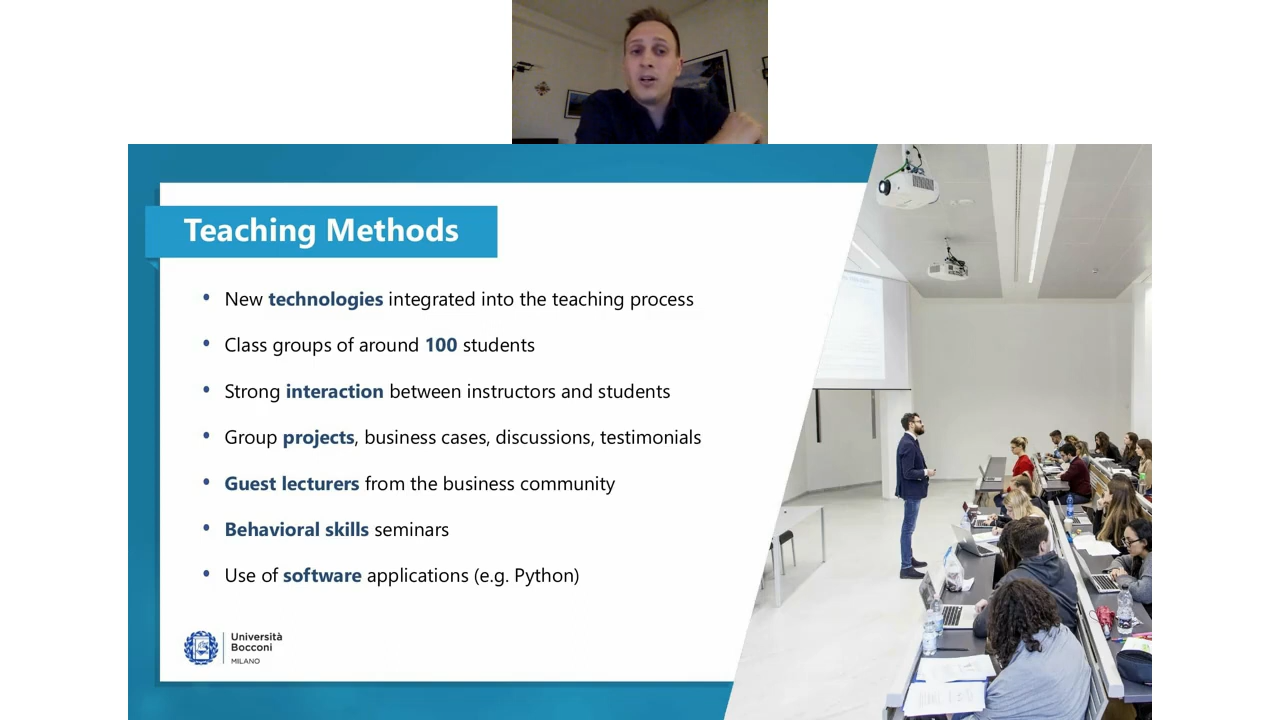 Teaching Methods
• New technologies integrated into the teaching process
• Class groups of around 100 students
• Strong interaction between instructors and students
• Group projects, business cases, discussions, testimonials
• Guest lecturers from the business community
• Behavioral skills seminars
• Use of software applications (e.g. Python)
Università
Bocconi
MILANO